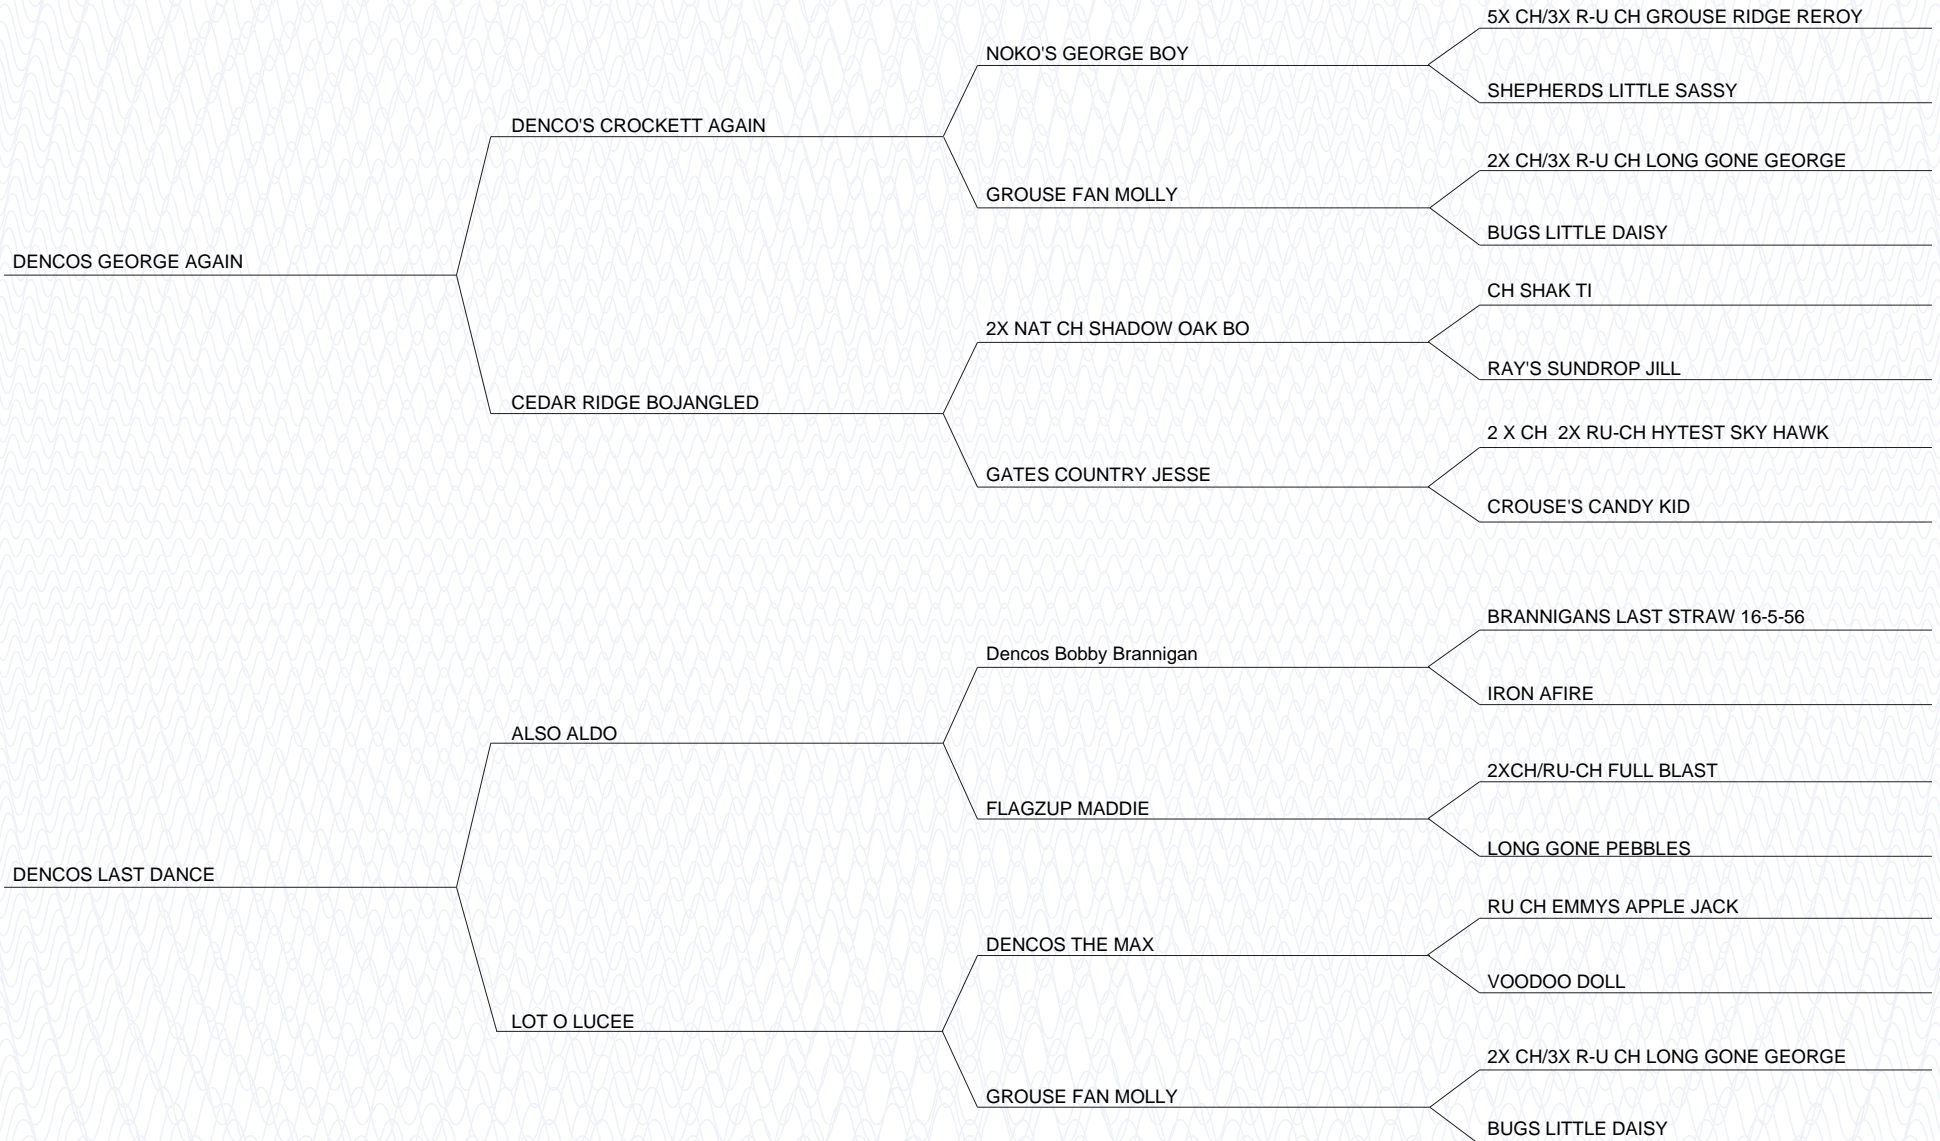 5X CH/3X R-U CH GROUSE RIDGE REROY
NOKO'S GEORGE BOY
SHEPHERDS LITTLE SASSY
DENCO'S CROCKETT AGAIN
2X CH/3X R-U CH LONG GONE GEORGE
GROUSE FAN MOLLY
BUGS LITTLE DAISY
DENCOS GEORGE AGAIN
CH SHAK TI
2X NAT CH SHADOW OAK BO
RAY'S SUNDROP JILL
CEDAR RIDGE BOJANGLED
2 X CH  2X RU-CH HYTEST SKY HAWK
GATES COUNTRY JESSE
CROUSE'S CANDY KID
BRANNIGANS LAST STRAW 16-5-56
Dencos Bobby Brannigan
IRON AFIRE
ALSO ALDO
2XCH/RU-CH FULL BLAST
FLAGZUP MADDIE
LONG GONE PEBBLES
DENCOS LAST DANCE
RU CH EMMYS APPLE JACK
DENCOS THE MAX
VOODOO DOLL
LOT O LUCEE
2X CH/3X R-U CH LONG GONE GEORGE
GROUSE FAN MOLLY
BUGS LITTLE DAISY